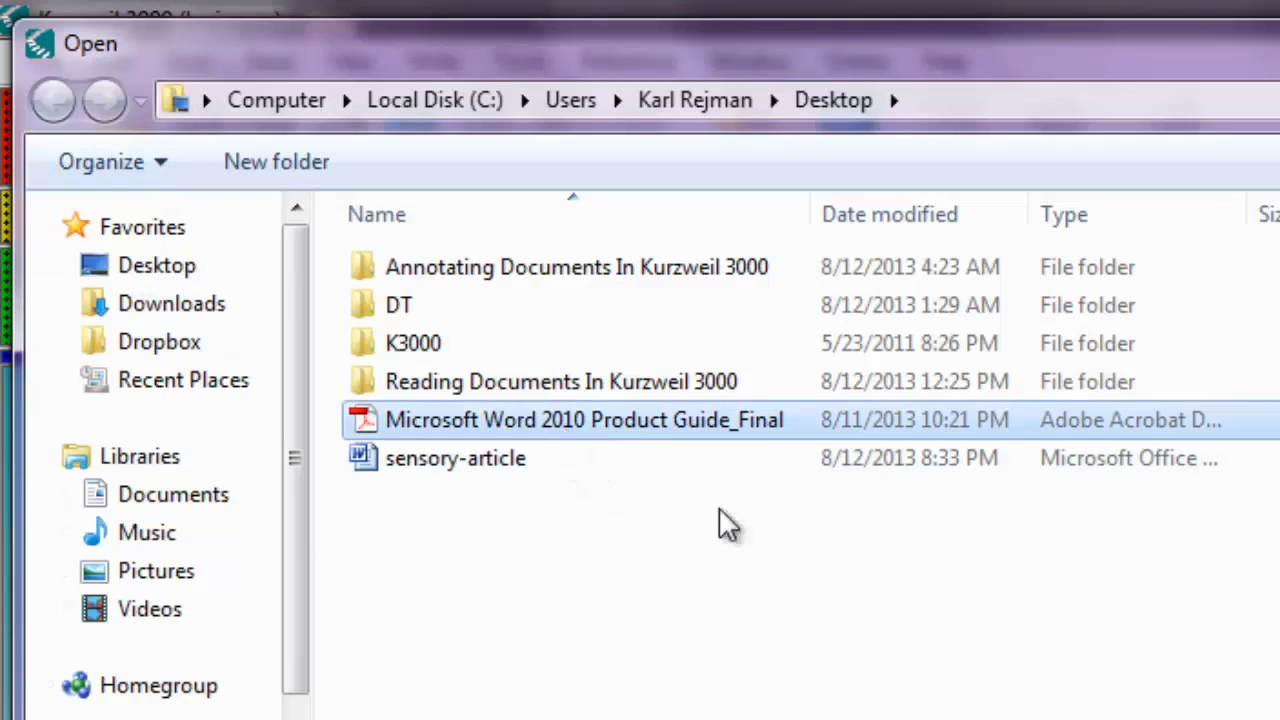 Open
Computer Local Disk (C:) Users Karl Rejman Desktop
Organize New folder
Name Date modified Type
Favorites
Desktop
Downloads
Dropbox
Recent Places
Libraries
Documents
Music
Pictures
Videos
Homegroup
Annotating Documents In Kurzweil 3000 8/12/2013 4:23 AM File folder
DT 8/12/2013 1:29 AM File folder
K3000 5/23/2011 8:26 PM File folder
Reading Documents In Kurzweil 3000 8/12/2013 12:25 PM File folder
Microsoft Word 2010 Product Guide_Final 8/11/2013 10:21 PM Adobe Acrobat D...
sensory-article 8/12/2013 8:33 PM Microsoft Office ...